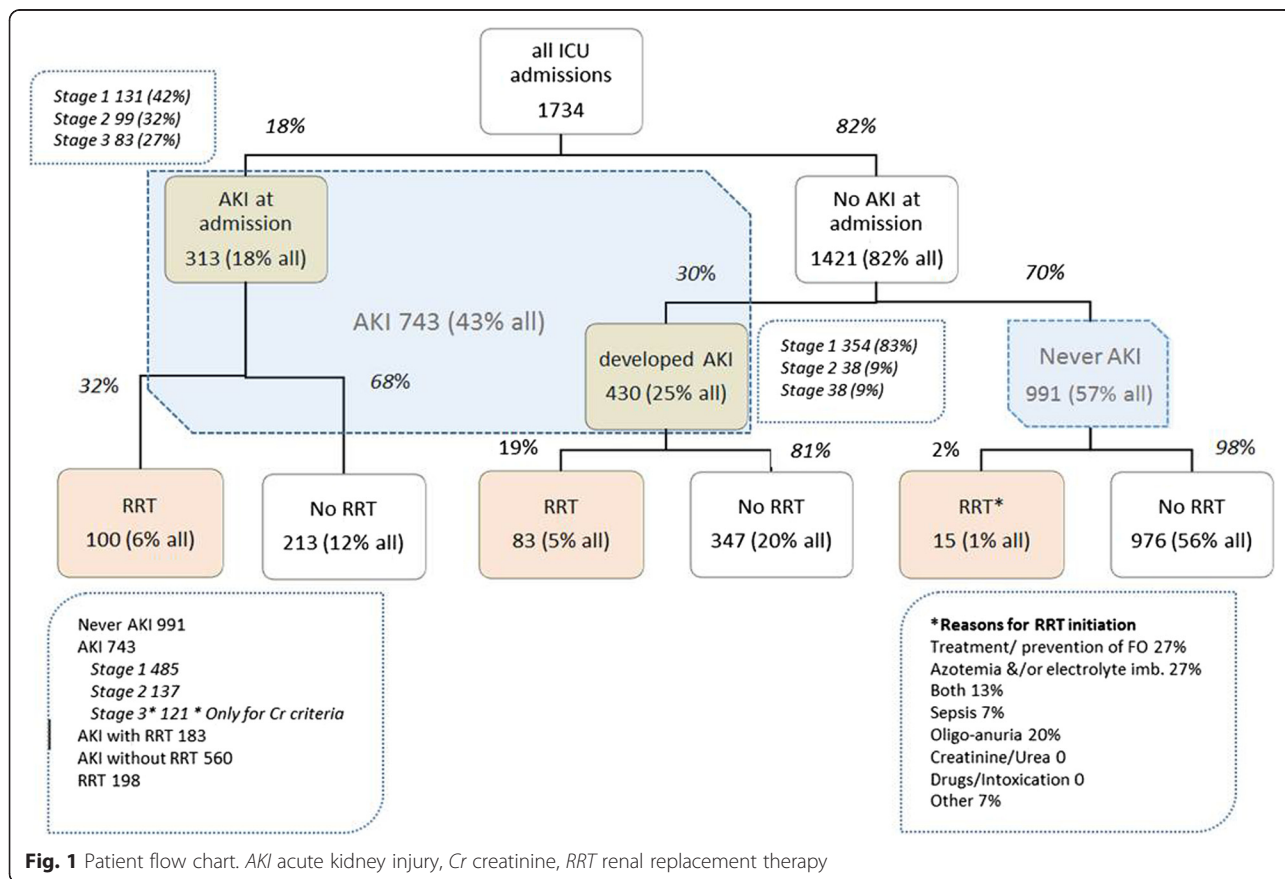 all ICU
admissions
1734
Stage 1 131 (42%)
Stage 2 99 (32%)
Stage 3 83 (27%)
18%
82%
AKI at
admission
313 (18% all)
No AKI at
admission
1421 (82% all)
30%
70%
AKI 743 (43% all)
developed AKI
430 (25% all)
Stage 1 354 (83%)
Stage 2 38 (9%)
Stage 38 (9%)
Never AKI
991 (57% all)
32%
68%
19%
81%
2%
98%
RRT
100 (6% all)
No RRT
213 (12% all)
RRT
83 (5% all)
No RRT
347 (20% all)
RRT*
15 (1% all)
No RRT
976 (56% all)
Never AKI 991
AKI 743
Stage 1 485
Stage 2 137
Stage 3* 121 * Only for Cr criteria
AKI with RRT 183
AKI without RRT 560
RRT 198
*Reasons for RRT initiation
Treatment/ prevention of FO 27%
Azotemia &/or electrolyte imb. 27%
Both 13%
Sepsis 7%
Oligo-anuria 20%
Creatinine/Urea 0
Drugs/Intoxication 0
Other 7%
Fig. 1 Patient flow chart. AKI acute kidney injury, Cr creatinine, RRT renal replacement therapy